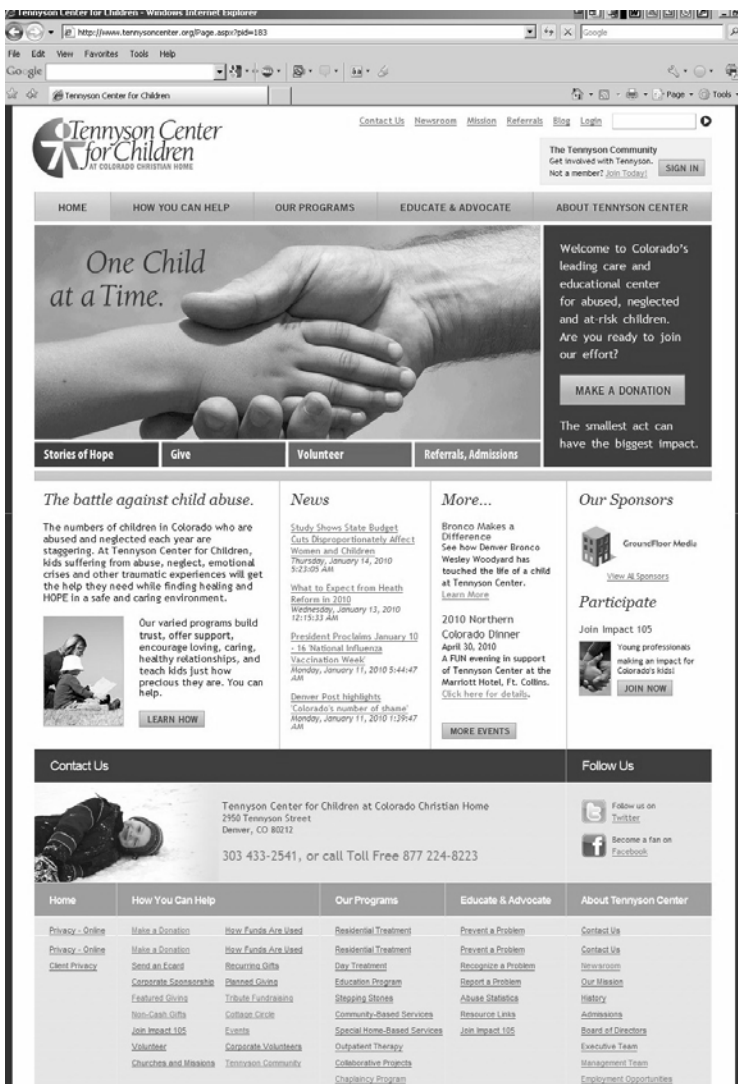 Tennyson Center for Children - Windows Internet Explorer
http://www.tennysoncenter.org/Page.aspx?pid=183
Google
File Edit View Favorites Tools Help
Google
Tennyson Center for Children
Page Tools
Tennyson Center
for Children
AT COLORADO CHRISTIAN HOME
Contact Us Newsroom Mission Referrals Blog Login
The Tennyson Community
Get involved with Tennyson.
Not a member? Join Today!
SIGN IN
HOME HOW YOU CAN HELP OUR PROGRAMS EDUCATE & ADVOCATE ABOUT TENNYSON CENTER
One Child
at a Time.
Welcome to Colorado's
leading care and
educational center
for abused, neglected
and at-risk children.
Are you ready to join
our effort?
MAKE A DONATION
The smallest act can
have the biggest impact.
Stories of Hope Give Volunteer Referrals, Admissions
The battle against child abuse.
The numbers of children in Colorado who are
abused and neglected each year are
staggering. At Tennyson Center for Children,
kids suffering from abuse, neglect, emotional
crises and other traumatic experiences will get
the help they need while finding healing and
HOPE in a safe and caring environment.
Our varied programs build
trust, offer support,
encourage loving, caring,
healthy relationships, and
teach kids just how
precious they are. You can
help.
LEARN HOW
News
Study Shows State Budget
Cuts Disproportionately Affect
Women and Children
Thursday, January 14, 2010
5:23:05 AM
What to Expect from Heath
Reform in 2010
Wednesday, January 13, 2010
12:15:33 AM
President Proclaims January 10
- 16 'National Influenza
Vaccination Week'
Monday, January 11, 2010 5:44:47
AM
Denver Post highlights
'Colorado's number of shame'
Monday, January 11, 2010 1:39:47
AM
More...
Bronco Makes a
Difference
See how Denver Bronco
Wesley Woodyard has
touched the life of a child
at Tennyson Center.
Learn More
2010 Northern
Colorado Dinner
April 30, 2010
A FUN evening in support
of Tennyson Center at the
Marriott Hotel, Ft. Collins.
Click here for details.
MORE EVENTS
Our Sponsors
GroundFloor Media
View All Sponsors
Participate
Join Impact 105
Young professionals
making an impact for
Colorado's kids!
JOIN NOW
Contact Us
Follow Us
Tennyson Center for Children at Colorado Christian Home
2950 Tennyson Street
Denver, CO 80212
303 433-2541, or call Toll Free 877 224-8223
Follow us on
Twitter
Become a fan on
Facebook
Home How You Can Help Our Programs Educate & Advocate About Tennyson Center
Privacy - Online Make a Donation How Funds Are Used Residential Treatment Prevent a Problem Contact Us
Privacy - Online Make a Donation How Funds Are Used Residential Treatment Prevent a Problem Contact Us
Client Privacy Send an Ecard Recurring Gifts Day Treatment Recognize a Problem Newsroom
Corporate Sponsorship Planned Giving Education Program Report a Problem Our Mission
Featured Giving Tribute Fundraising Stepping Stones Abuse Statistics History
Non-Cash Gifts Cottage Circle Community-Based Services Resource Links Admissions
Join Impact 105 Events Special Home-Based Services Join Impact 105 Board of Directors
Volunteer Corporate Volunteers Outpatient Therapy Executive Team
Churches and Missions Tennyson Community Collaborative Projects Management Team
Chaplaincy Program Employment Opportunities